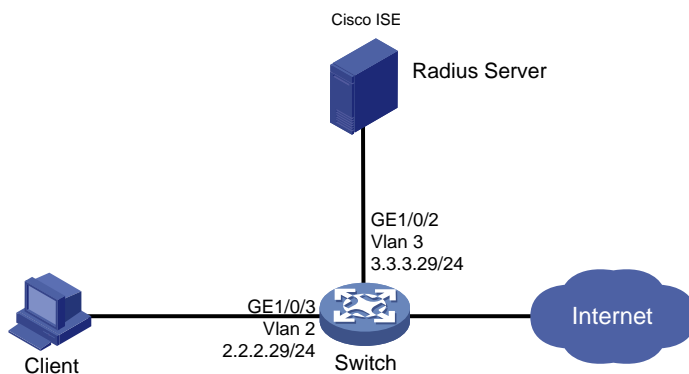 Cisco ISE
Radius Server
GE1/0/2
Vlan 3
3.3.3.29/24
GE1/0/3
Vlan 2
2.2.2.29/24
Client
Switch
Internet